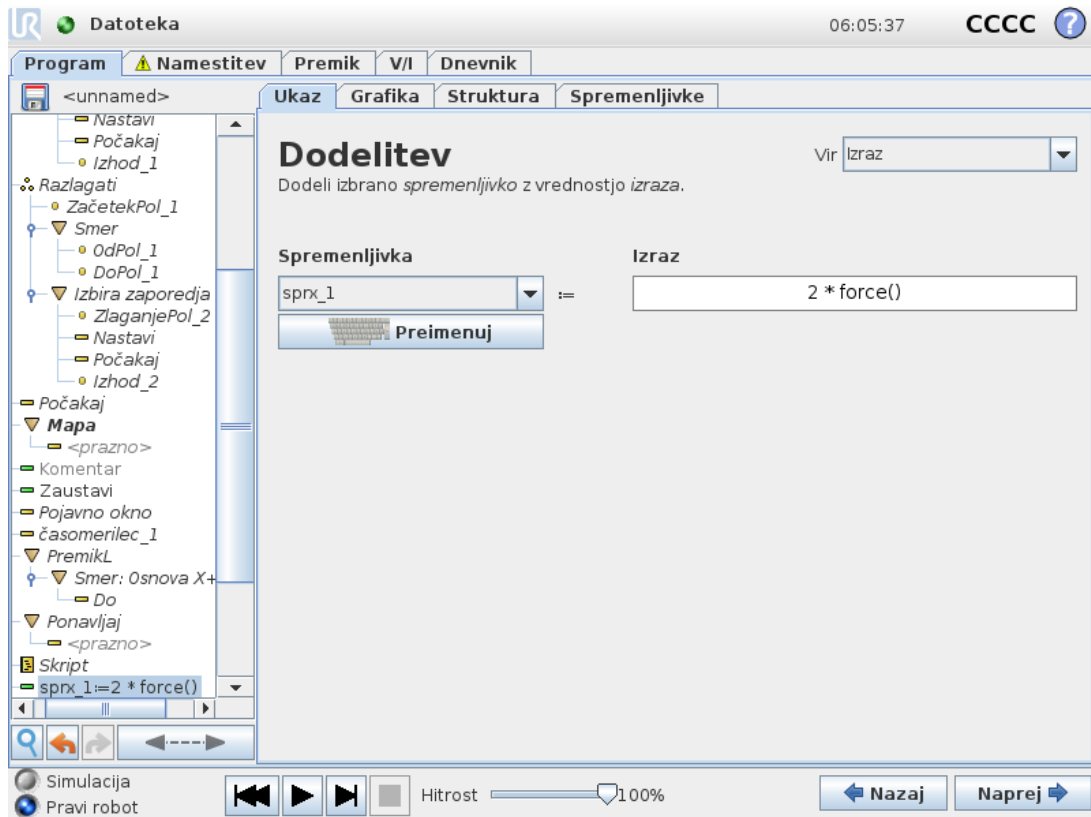 UR Datoteka 06:05:37 CCCC ?
Program Namestitev Premik V/I Dnevnik
<unnamed>
Ukaz Grafika Struktura Spremenljivke
Nastavi
Počakaj
Izhod_1
Razlagati
ZačetekPol_1
Smer
OdPol_1
DoPol_1
Izbira zaporedja
ZlaganjePol_2
Nastavi
Počakaj
Izhod_2
Počakaj
Mapa
<prazno>
Komentar
Zaustavi
Pojavno okno
časomerilec_1
PremikL
Smer: Osnova X+
Do
Ponavljaj
<prazno>
Skript
sprx_1:=2 * force()
Dodelitev
Vir Izraz
Dodeli izbrano spremenljivko z vrednostjo izraza.
Spremenljivka Izraz
sprx_1 := 2 * force()
Preimenuj
Simulacija
Pravi robot
Hitrost 100%
Nazaj Naprej